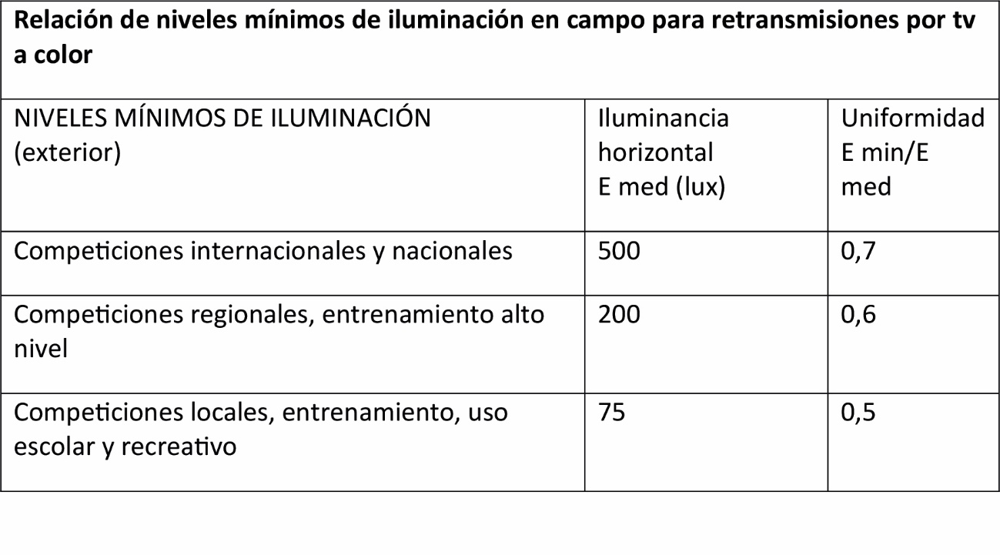 Relación de niveles mínimos de iluminación en campo para retransmisiones por tv
a color
NIVELES MÍNIMOS DE ILUMINACIÓN
(exterior)
Iluminancia
horizontal
E med (lux)
Uniformidad
E min/E
med
Competiciones internacionales y nacionales
500
0,7
Competiciones regionales, entrenamiento alto
nivel
200
0,6
Competiciones locales, entrenamiento, uso
escolar y recreativo
75
0,5